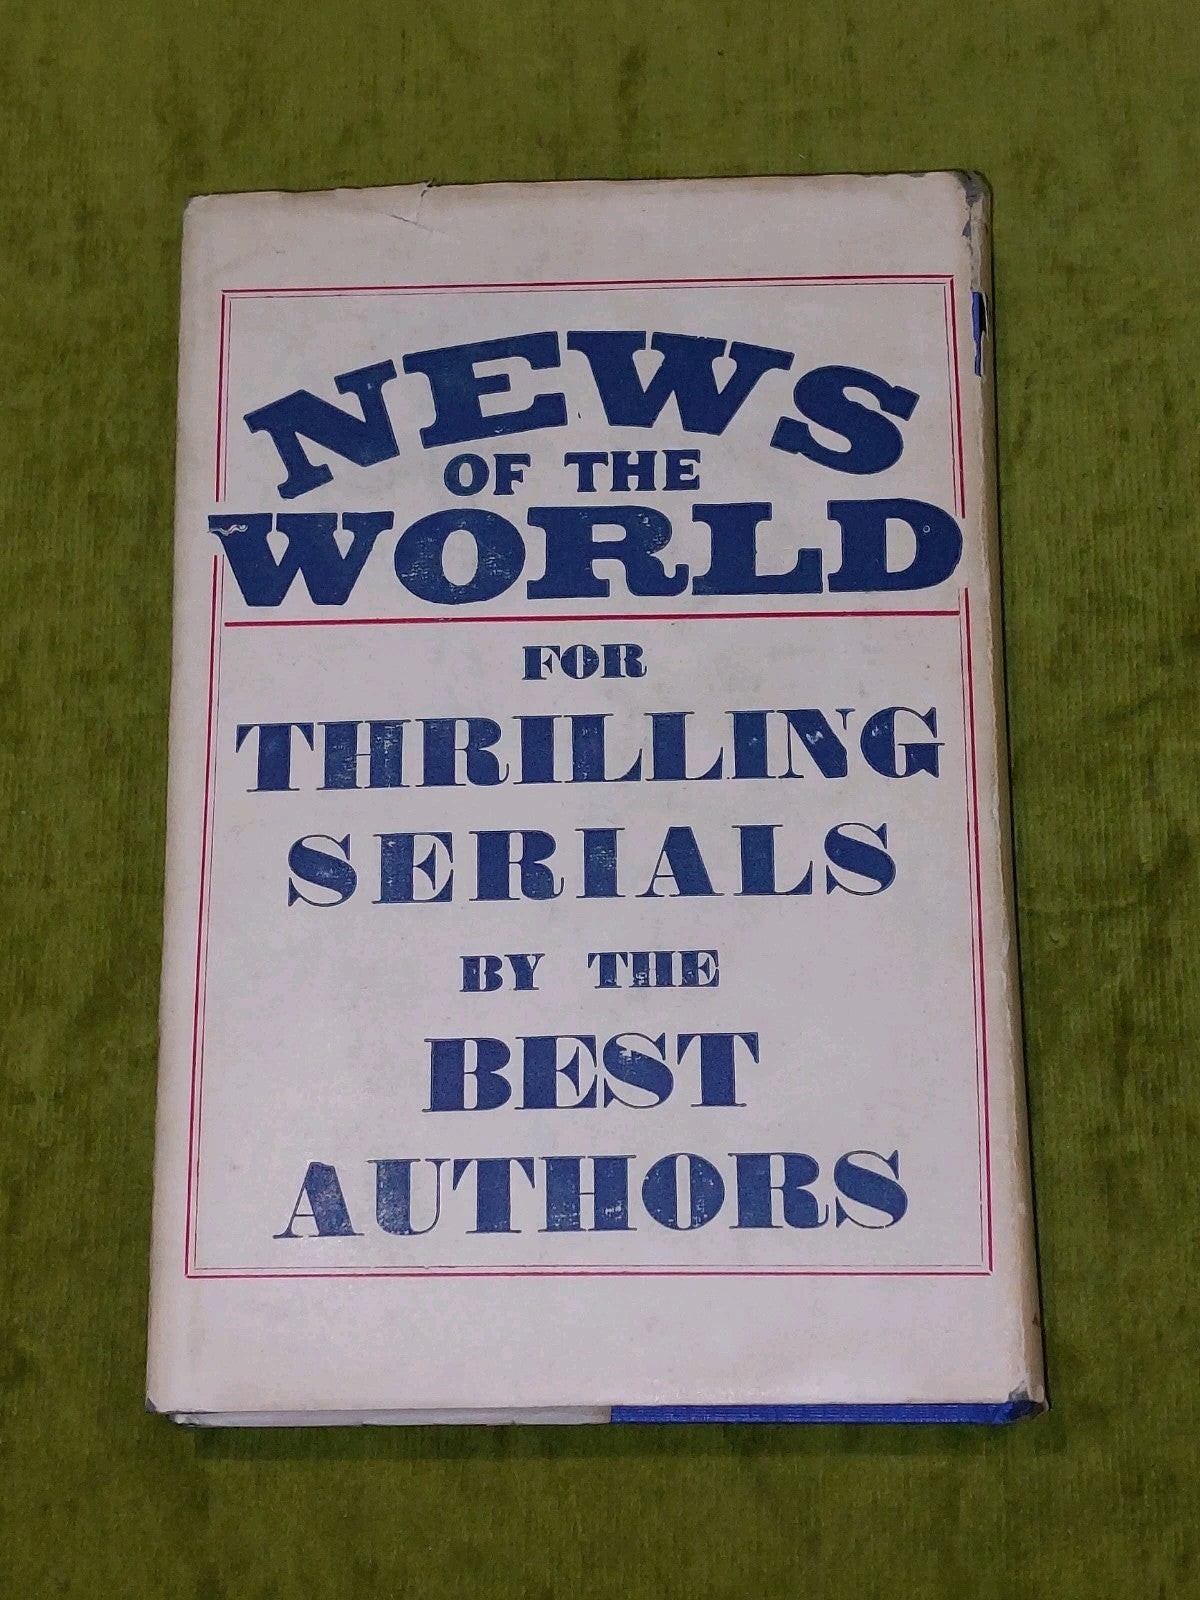 NEWS
OF THE
WORLD
FOR
THRILLING
SERIALS
BY THE
BEST
AUTHORS